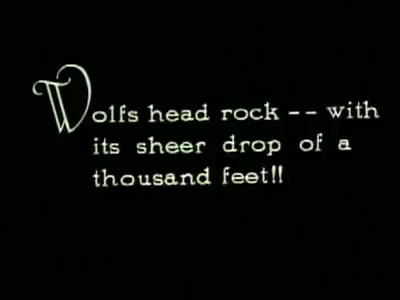 Wolfs head rock -- with
its sheer drop of a
thousand feet!!